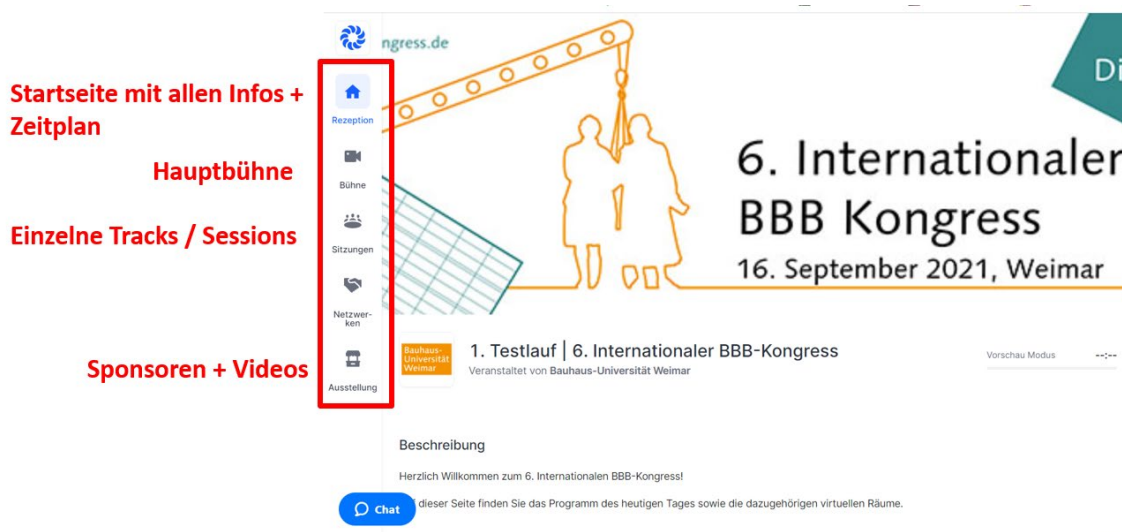 ngress.de
Di
Startseite mit allen Infos +
Zeitplan
Hauptbühne
Einzelne Tracks / Sessions
Sponsoren + Videos
Rezeption
Bühne
Sitzungen
Netzwer-
ken
Ausstellung
6. Internationaler
BBB Kongress
16. September 2021, Weimar
Bauhaus-
Universität
Weimar
1. Testlauf | 6. Internationaler BBB-Kongress
Veranstaltet von Bauhaus-Universität Weimar
Vorschau Modus
--:--
Beschreibung
Herzlich Willkommen zum 6. Internationalen BBB-Kongress!
dieser Seite finden Sie das Programm des heutigen Tages sowie die dazugehörigen virtuellen Räume.
Chat